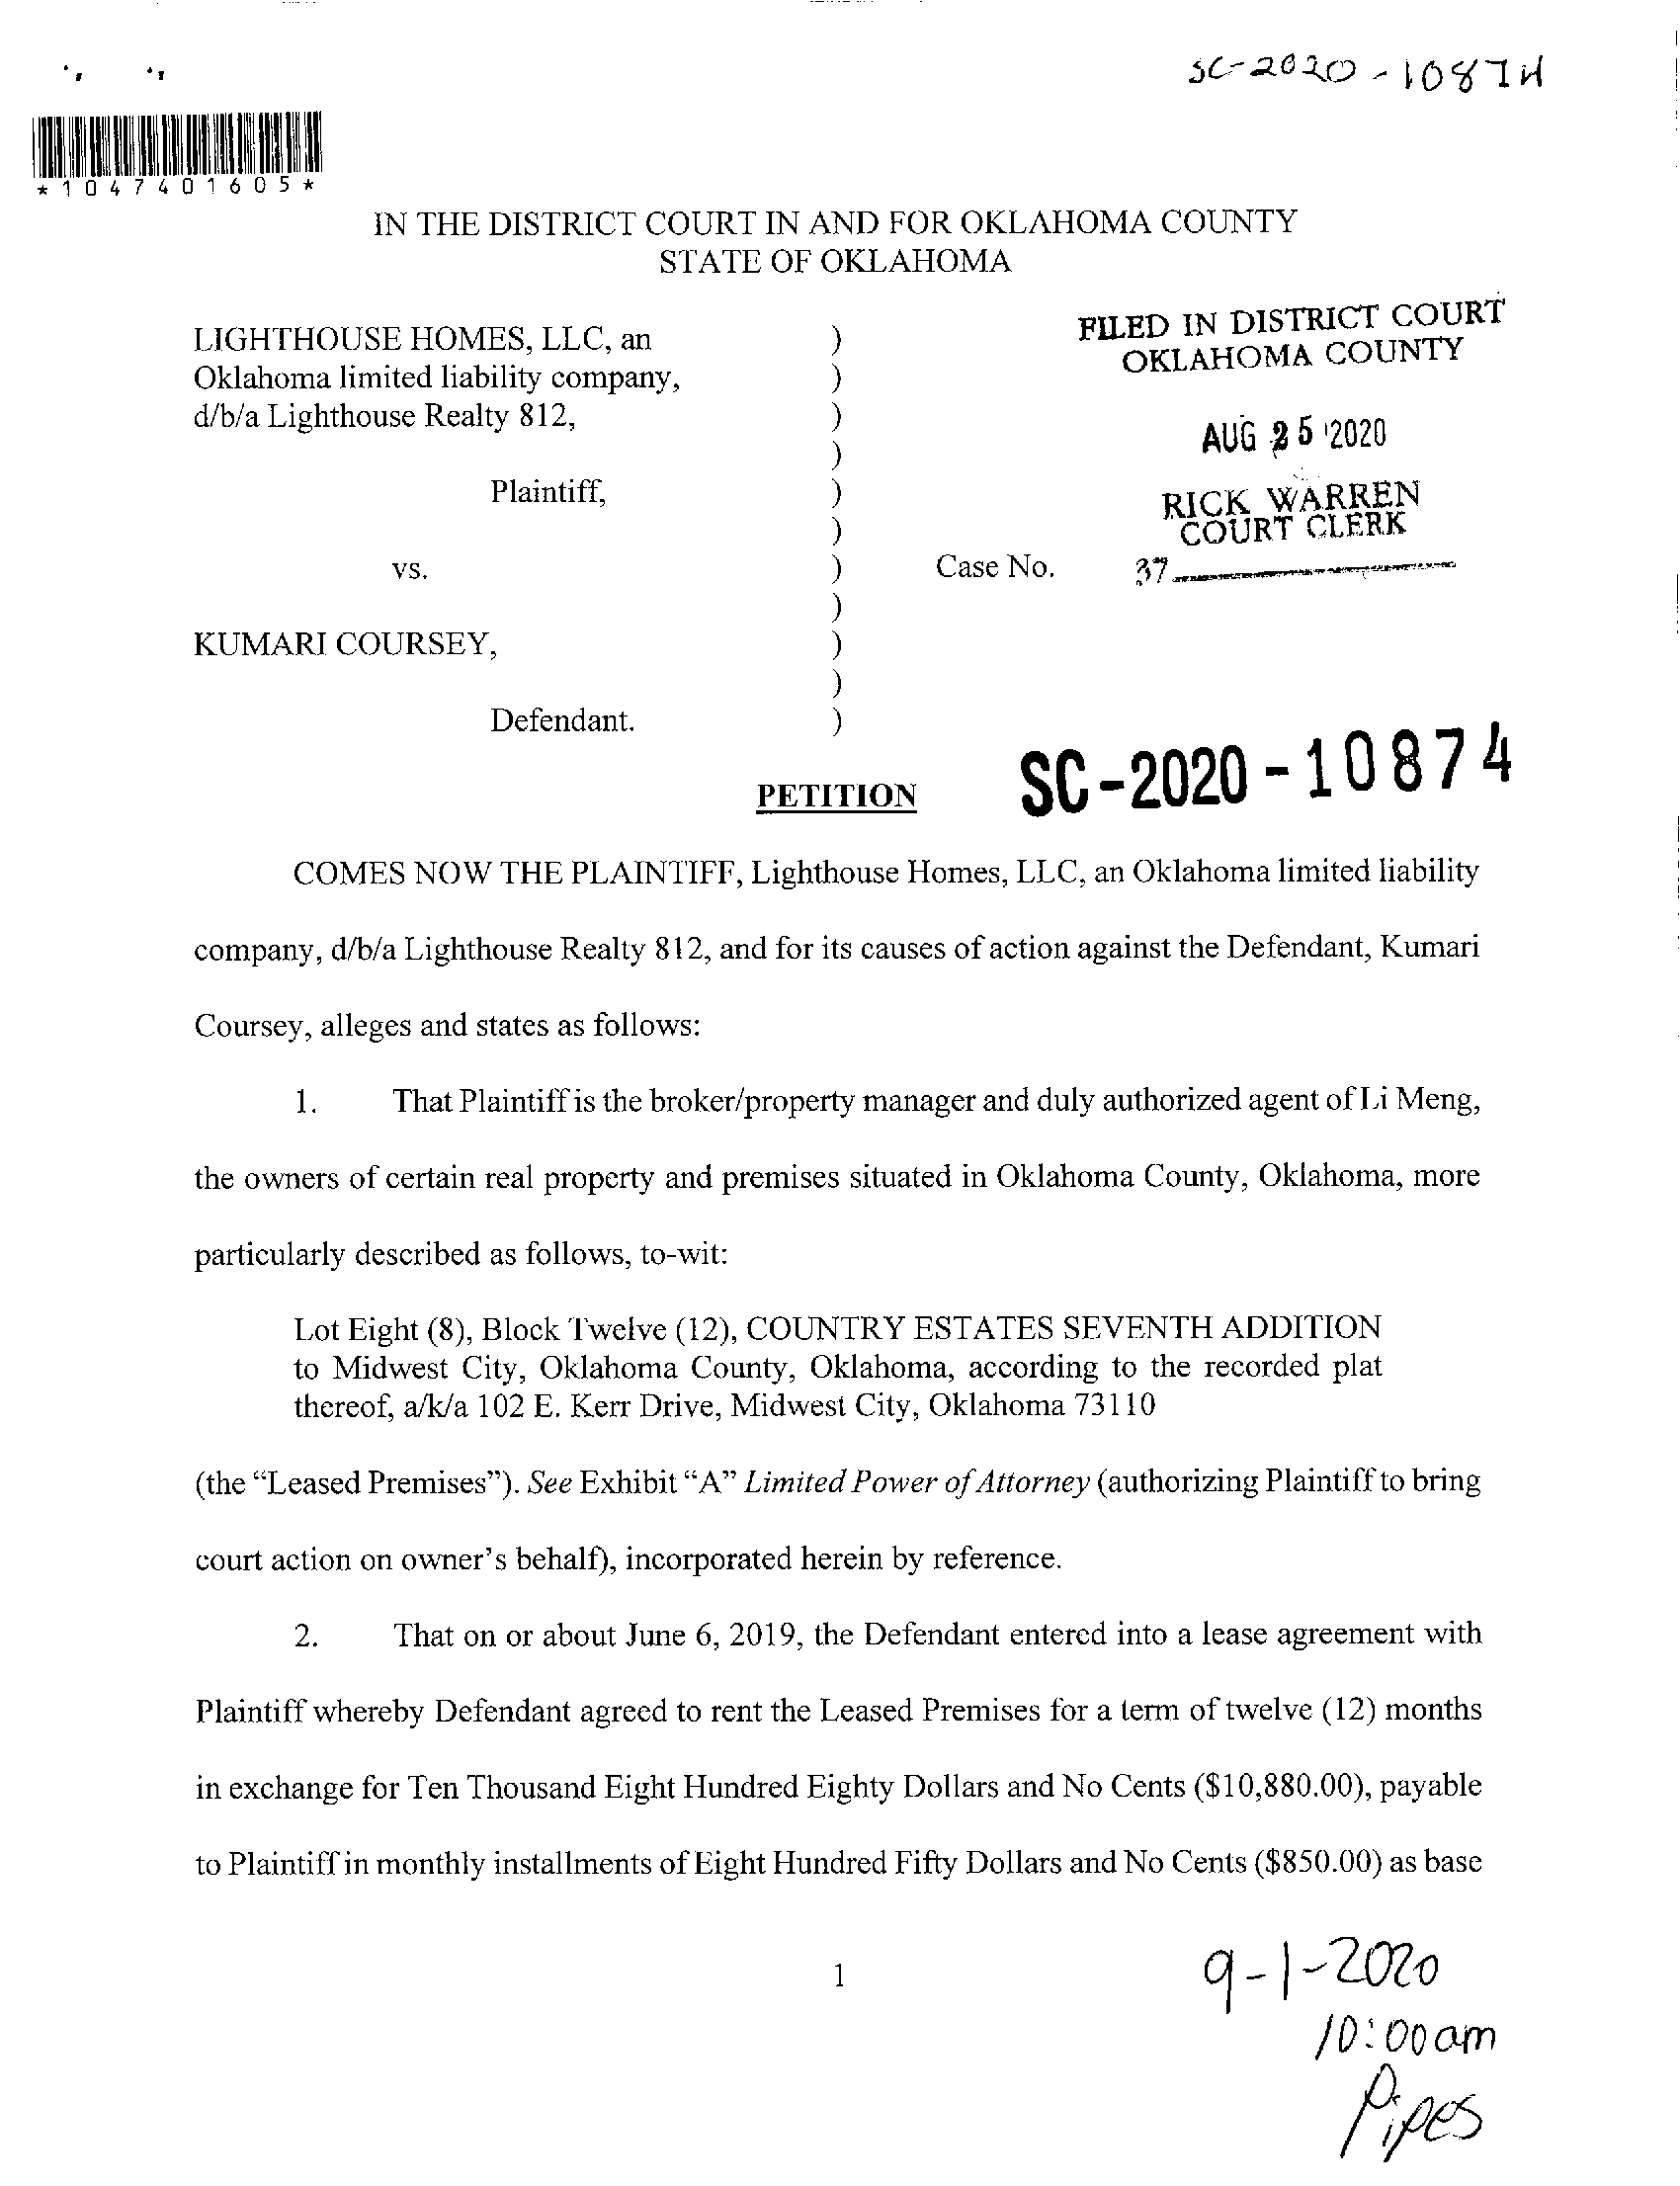 SC-2020-10874
*1047401605*
IN THE DISTRICT COURT IN AND FOR OKLAHOMA COUNTY
STATE OF OKLAHOMA
LIGHTHOUSE HOMES, LLC, an )
Oklahoma limited liability company, )
d/b/a Lighthouse Realty 812, )
)
Plaintiff, )
)
vs. ) Case No.
)
KUMARI COURSEY, )
)
Defendant. )
FILED IN DISTRICT COURT
OKLAHOMA COUNTY
AUG 25 2020
RICK WARREN
COURT CLERK
37
SC-2020-10874
PETITION
COMES NOW THE PLAINTIFF, Lighthouse Homes, LLC, an Oklahoma limited liability
company, d/b/a Lighthouse Realty 812, and for its causes of action against the Defendant, Kumari
Coursey, alleges and states as follows:
1. That Plaintiff is the broker/property manager and duly authorized agent of Li Meng,
the owners of certain real property and premises situated in Oklahoma County, Oklahoma, more
particularly described as follows, to-wit:
Lot Eight (8), Block Twelve (12), COUNTRY ESTATES SEVENTH ADDITION
to Midwest City, Oklahoma County, Oklahoma, according to the recorded plat
thereof, a/k/a 102 E. Kerr Drive, Midwest City, Oklahoma 73110
(the “Leased Premises”). See Exhibit “A” Limited Power of Attorney (authorizing Plaintiff to bring
court action on owner’s behalf), incorporated herein by reference.
2. That on or about June 6, 2019, the Defendant entered into a lease agreement with
Plaintiff whereby Defendant agreed to rent the Leased Premises for a term of twelve (12) months
in exchange for Ten Thousand Eight Hundred Eighty Dollars and No Cents ($10,880.00), payable
to Plaintiff in monthly installments of Eight Hundred Fifty Dollars and No Cents ($850.00) as base
1
9-1-2020
10:00am
Pipes